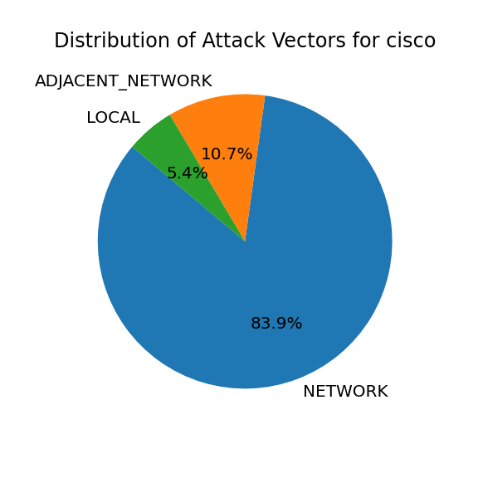 Distribution of Attack Vectors for cisco
ADJACENT_NETWORK
LOCAL
10.7%
5.4%
83.9%
NETWORK